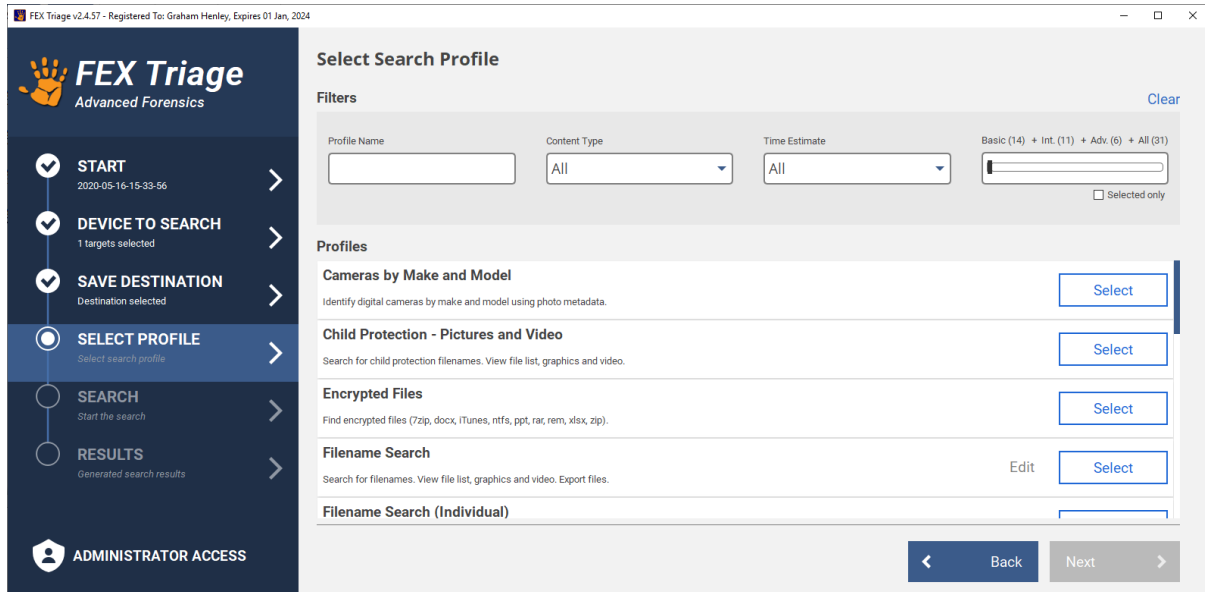 FEX Triage v2.4.57 - Registered To: Graham Henley, Expires 01 Jan, 2024
FEX Triage
Advanced Forensics
START
2020-05-16-15-33-56
DEVICE TO SEARCH
1 targets selected
SAVE DESTINATION
Destination selected
SELECT PROFILE
Select search profile
SEARCH
Start the search
RESULTS
Generated search results
ADMINISTRATOR ACCESS
Select Search Profile
Filters
Clear
Profile Name
Content Type
Time Estimate
Basic (14) + Int. (11) + Adv. (6) + All (31)
All
All
Selected only
Profiles
Cameras by Make and Model
Identify digital cameras by make and model using photo metadata.
Select
Child Protection - Pictures and Video
Search for child protection filenames. View file list, graphics and video.
Select
Encrypted Files
Find encrypted files (7zip, docx, iTunes, ntfs, ppt, rar, rem, xlsx, zip).
Select
Filename Search
Search for filenames. View file list, graphics and video. Export files.
Edit
Select
Filename Search (Individual)
Back
Next